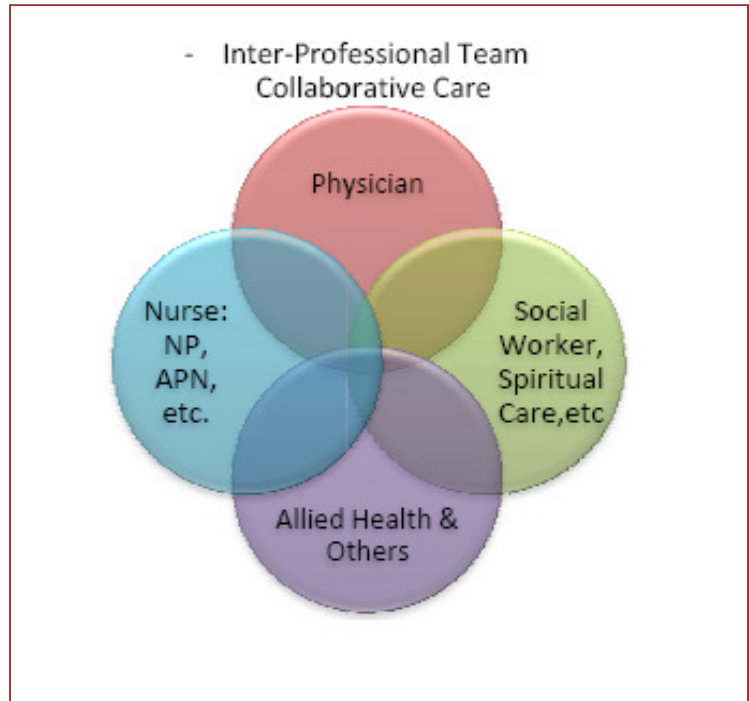 - Inter-Professional Team
Collaborative Care
Physician
Nurse:
NP,
APN,
etc.
Social
Worker,
Spiritual
Care,etc
Allied Health &
Others